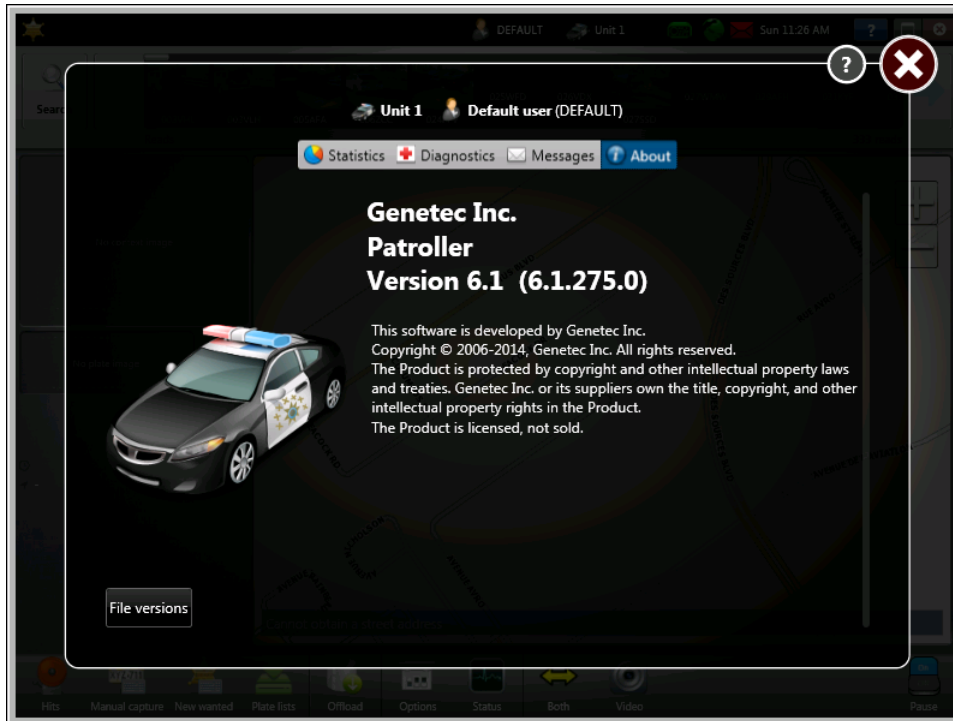 DEFAULT
Unit 1
Sun 11:26 AM
?
?
Unit 1
Default user (DEFAULT)
Statistics
Diagnostics
Messages
About
Genetec Inc.
Patroller
Version 6.1 (6.1.275.0)
This software is developed by Genetec Inc.
Copyright © 2006-2014, Genetec Inc. All rights reserved.
The Product is protected by copyright and other intellectual property laws
and treaties. Genetec Inc. or its suppliers own the title, copyright, and other
intellectual property rights in the Product.
The Product is licensed, not sold.
File versions
Cannot obtain a street address
Hits
Manual capture
New wanted
Plate lists
Offload
Options
Status
Both
Video
Pause